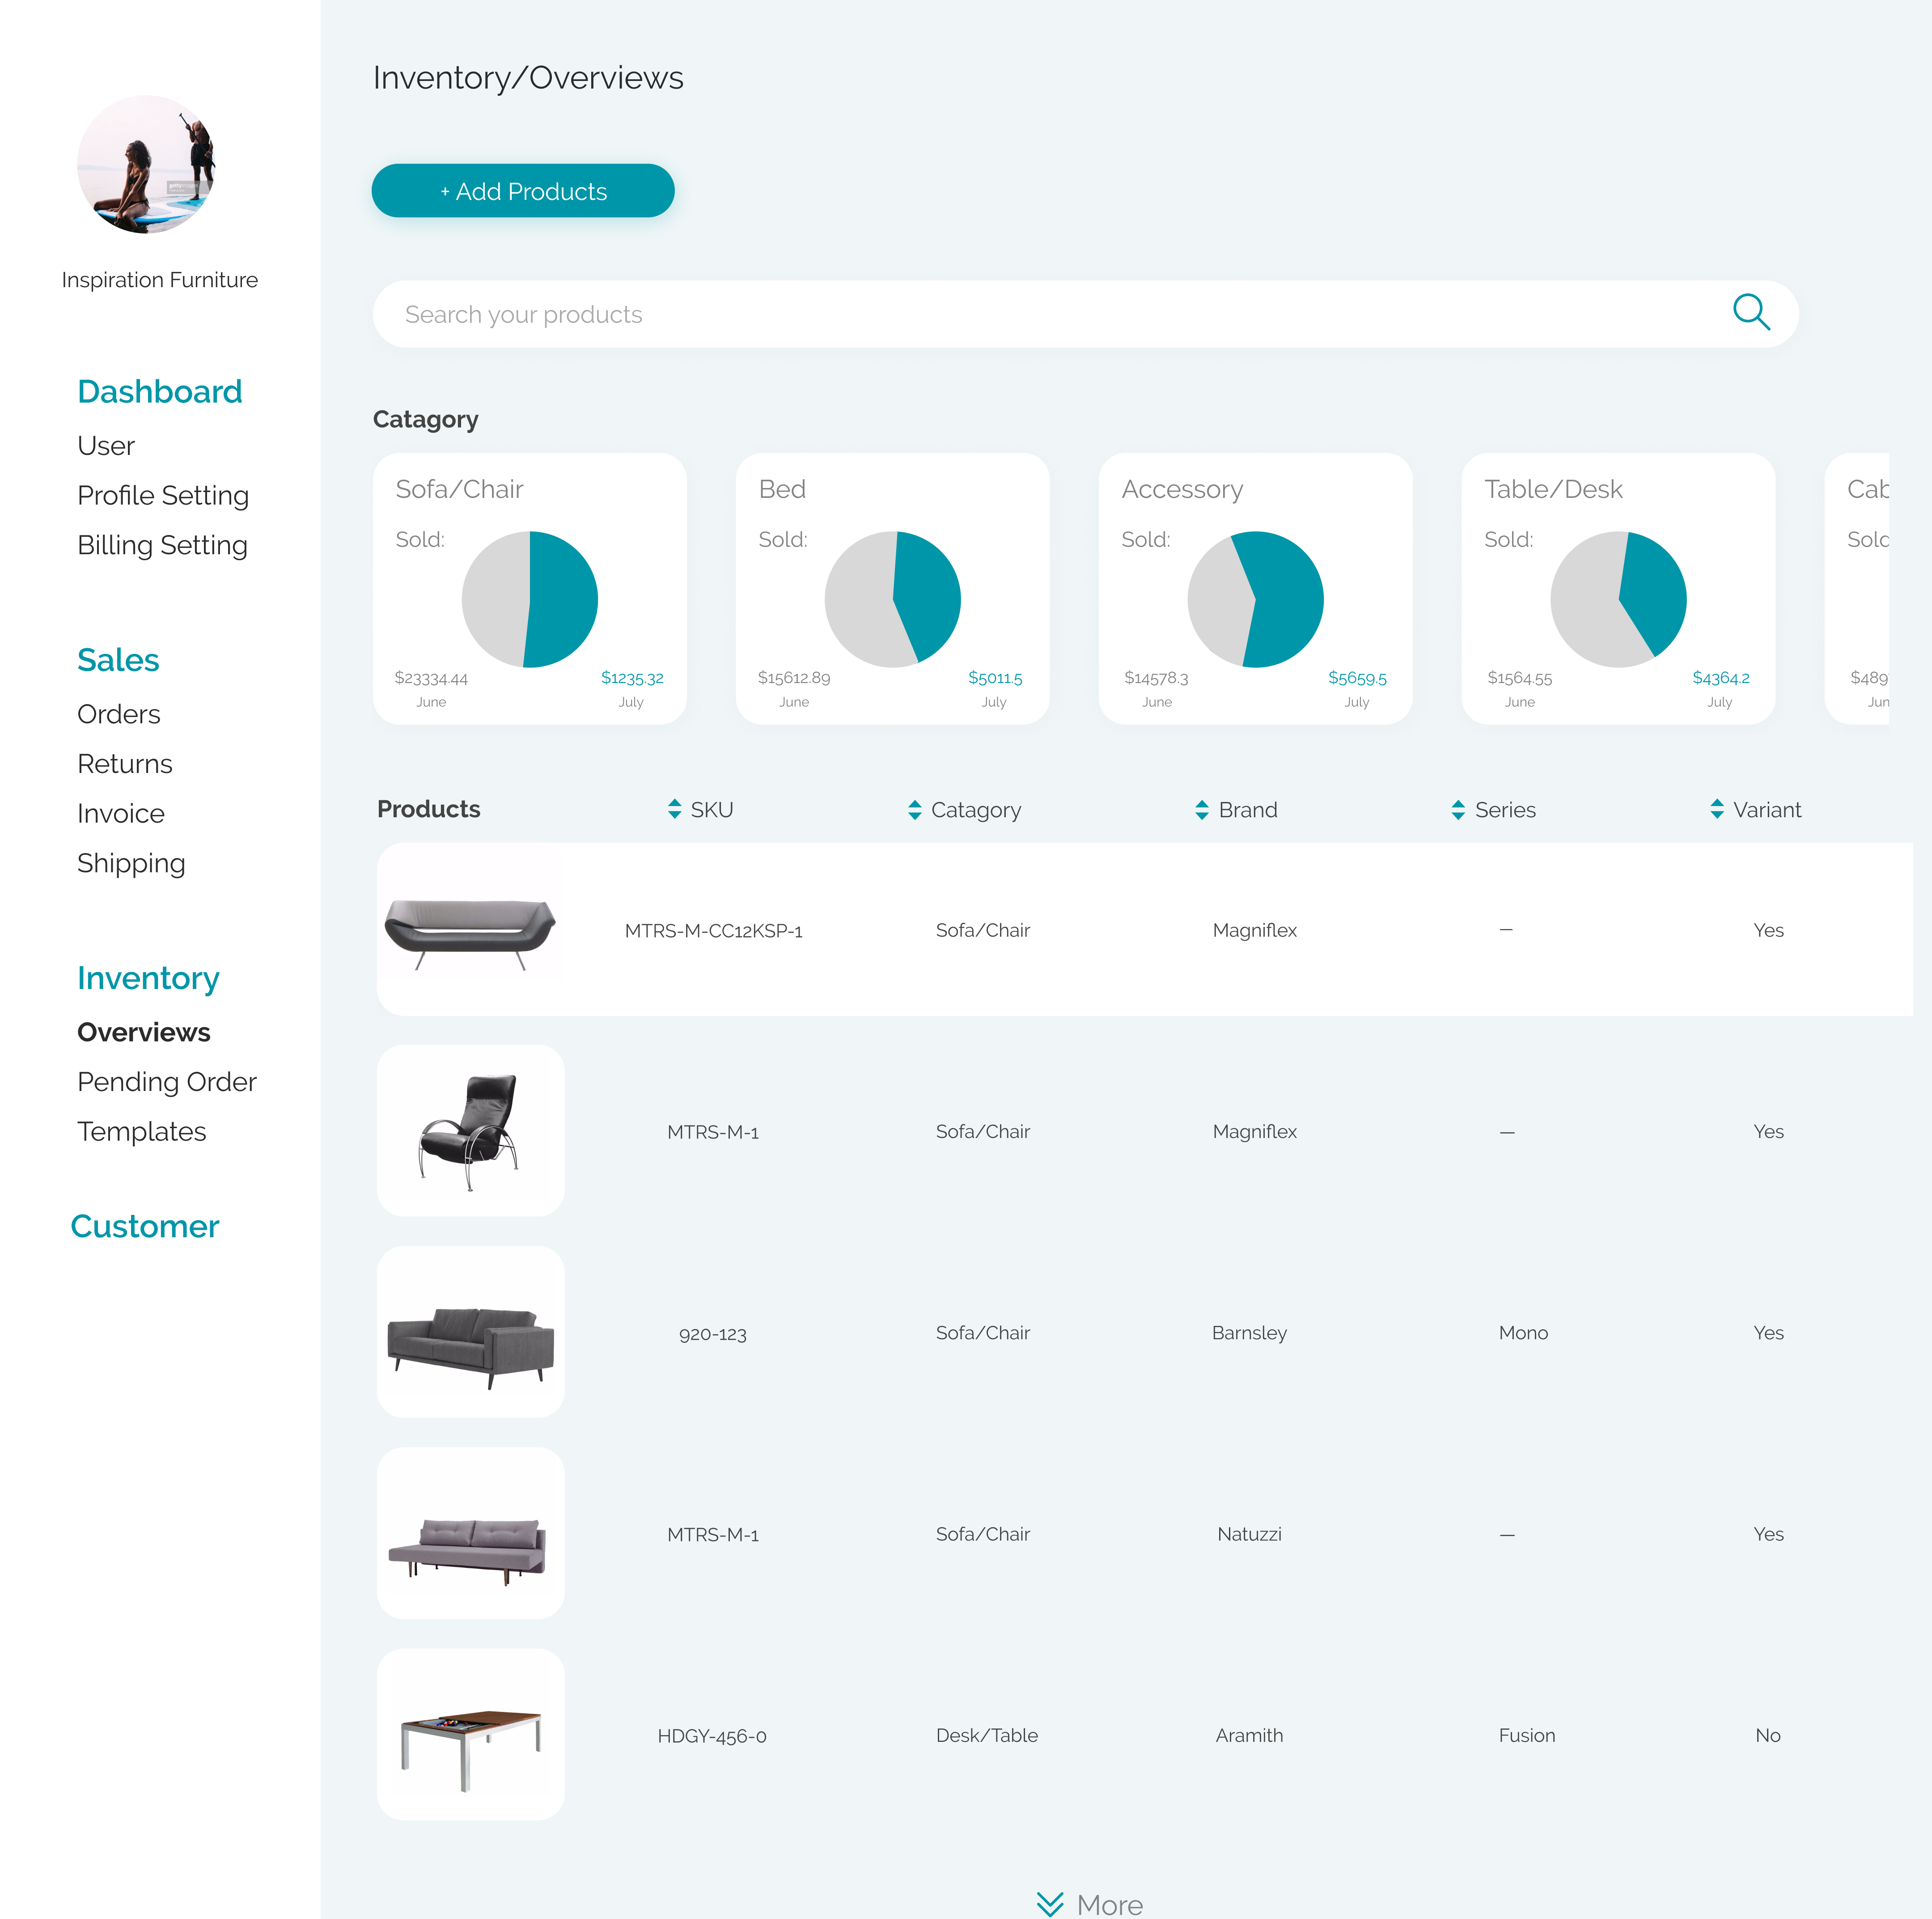 gettyimages
Inspiration Furniture
Dashboard
User
Profile Setting
Billing Setting
Sales
Orders
Returns
Invoice
Shipping
Inventory
Overviews
Pending Order
Templates
Customer
Inventory/Overviews
+ Add Products
Search your products
Catagory
Sofa/Chair
Sold:
$23334.44 $1235.32
June July
Bed
Sold:
$15612.89 $5011.5
June July
Accessory
Sold:
$14578.3 $5659.5
June July
Table/Desk
Sold:
$1564.55 $4364.2
June July
Cab
Sold
$489
Jun
Products SKU Catagory Brand Series Variant
MTRS-M-CC12KSP-1 Sofa/Chair Magniflex — Yes
MTRS-M-1 Sofa/Chair Magniflex — Yes
920-123 Sofa/Chair Barnsley Mono Yes
MTRS-M-1 Sofa/Chair Natuzzi — Yes
HDGY-456-0 Desk/Table Aramith Fusion No
More